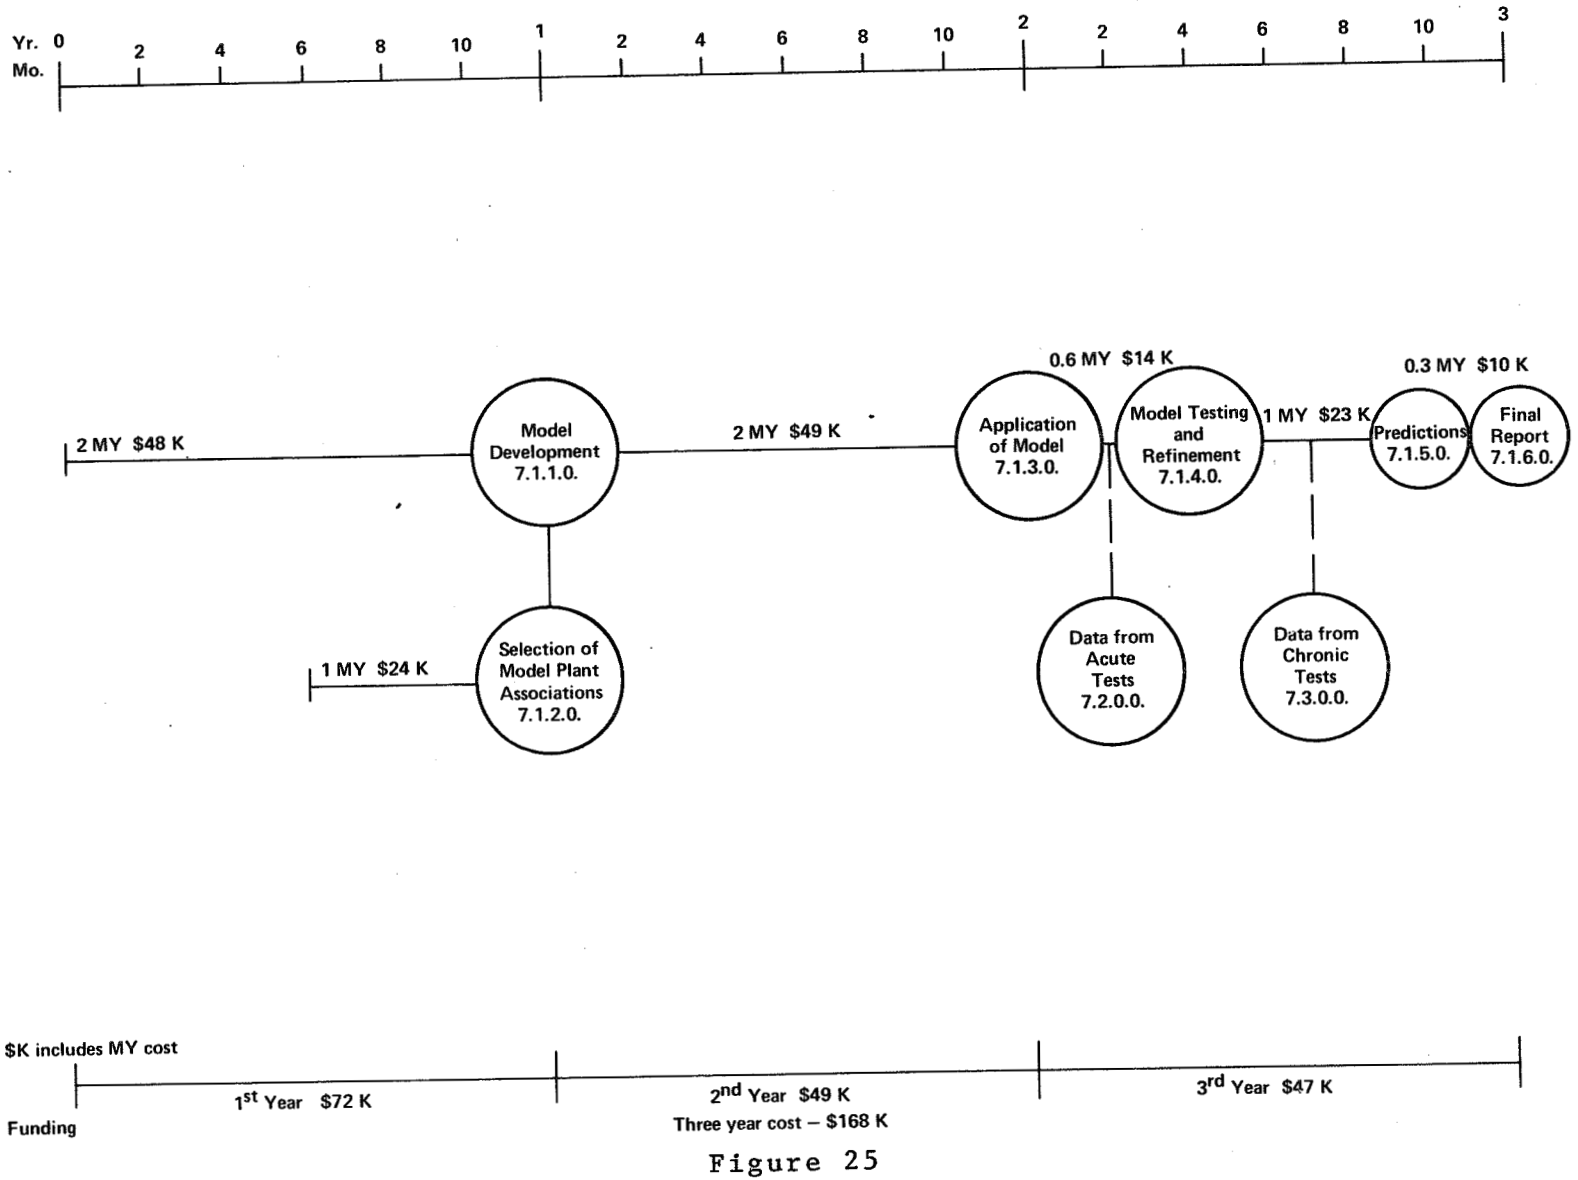 Yr. 0 2 4 6 8 10 1 2 4 6 8 10 2 2 4 6 8 10 3
Mo.
0.6 MY $14 K
0.3 MY $10 K
2 MY $48 K
Model
Development
7.1.1.0.
2 MY $49 K
Application
of Model
7.1.3.0.
Model Testing
and
Refinement
7.1.4.0.
1 MY $23 K
Predictions
7.1.5.0.
Final
Report
7.1.6.0.
1 MY $24 K
Selection of
Model Plant
Associations
7.1.2.0.
Data from
Acute
Tests
7.2.0.0.
Data from
Chronic
Tests
7.3.0.0.
$K includes MY cost
1st Year $72 K
2nd Year $49 K
3rd Year $47 K
Funding
Three year cost – $168 K
Figure 25